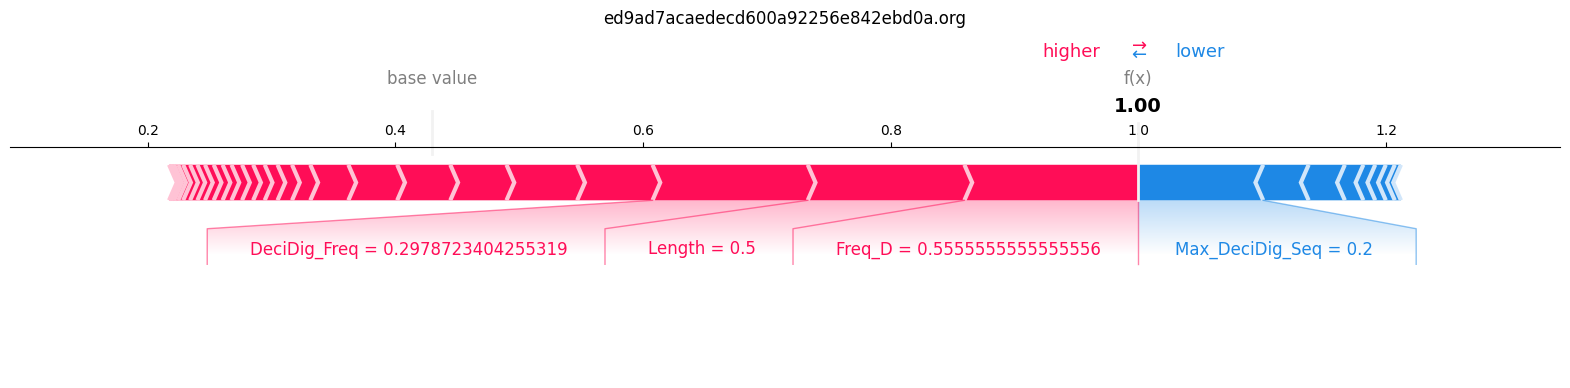 ed9ad7acaedecd600a92256e842ebd0a.org
higher ⇄ lower
base value f(x)
1.00
0.2 0.4 0.6 0.8 1.0 1.2
DeciDig_Freq = 0.2978723404255319 Length = 0.5 Freq_D = 0.5555555555555556 Max_DeciDig_Seq = 0.2